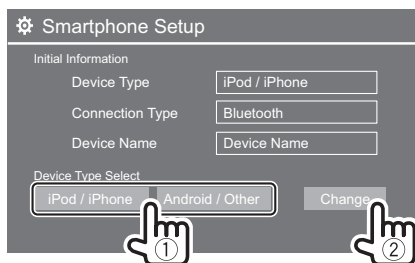 Smartphone Setup
Initial Information
Device Type iPod / iPhone
Connection Type Bluetooth
Device Name Device Name
Device Type Select
iPod / iPhone Android / Other Change
1 2